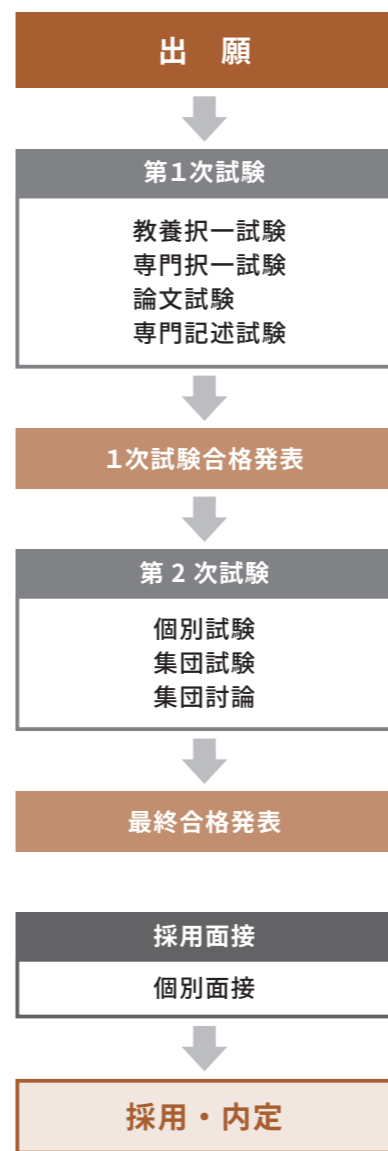 出　願
第1次試験
教養択一試験
専門択一試験
論文試験
専門記述試験
1次試験合格発表
第 2 次試験
個別試験
集団試験
集団討論
最終合格発表
採用面接
個別面接
採用・内定